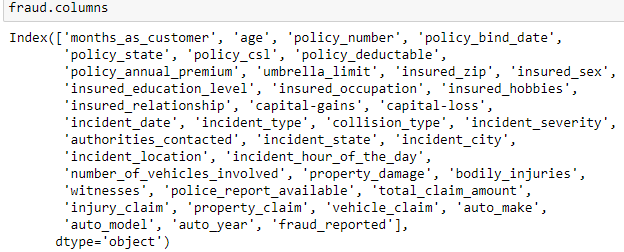 fraud.columns
Index(['months_as_customer', 'age', 'policy_number', 'policy_bind_date',
'policy_state', 'policy_csl', 'policy_deductable',
'policy_annual_premium', 'umbrella_limit', 'insured_zip', 'insured_sex',
'insured_education_level', 'insured_occupation', 'insured_hobbies',
'insured_relationship', 'capital-gains', 'capital-loss',
'incident_date', 'incident_type', 'collision_type', 'incident_severity',
'authorities_contacted', 'incident_state', 'incident_city',
'incident_location', 'incident_hour_of_the_day',
'number_of_vehicles_involved', 'property_damage', 'bodily_injuries',
'witnesses', 'police_report_available', 'total_claim_amount',
'injury_claim', 'property_claim', 'vehicle_claim', 'auto_make',
'auto_model', 'auto_year', 'fraud_reported'],
dtype='object')